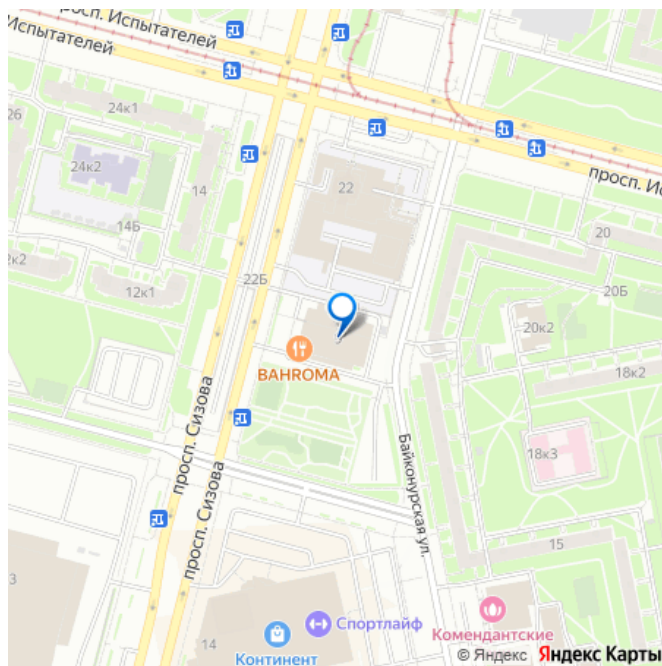 просп. Испытателей
Испытателей
24к1
26
24к2
14
22
просп. Ис
14Б
20
2к2
12к1
22Б
20Б
20к2
BAHROMA
18к2
просп. Сизова
Байконурская ул.
18к3
просп. Сизова
15
3
14
Спортлайф
Комендантские
Континент
© Яндекс Яндекс Карты